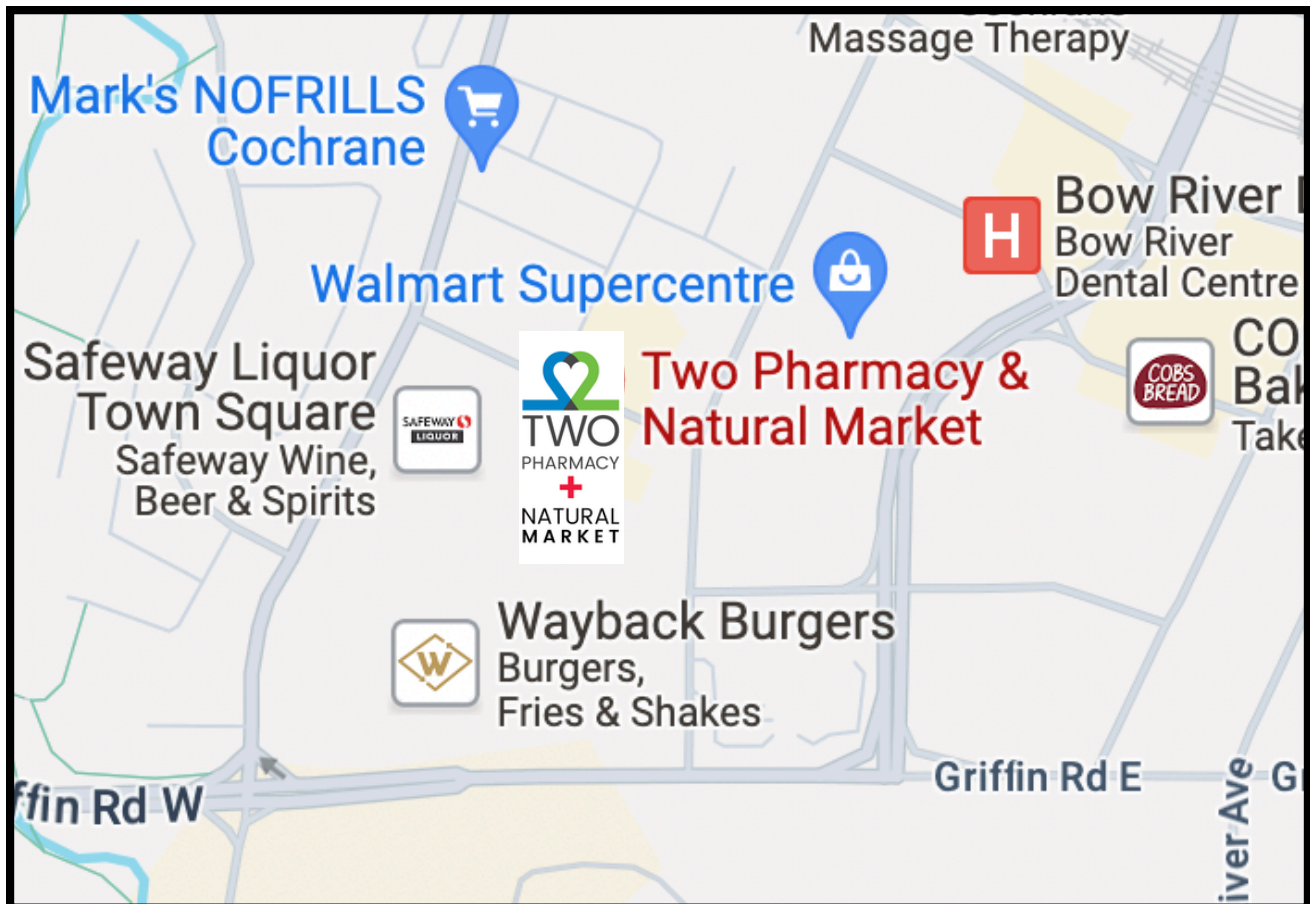 Massage Therapy
Mark's NOFRILLS
Cochrane
H
Bow River
Bow River
Dental Centre
Walmart Supercentre
Safeway Liquor
Town Square
Safeway Wine,
Beer & Spirits
SAFEWAY
LIQUOR
TWO
PHARMACY
+
NATURAL
MARKET
Two Pharmacy &
Natural Market
COBS
BREAD
CO
Take
W
Wayback Burgers
Burgers,
Fries & Shakes
ffin Rd W
Griffin Rd E
iver Ave